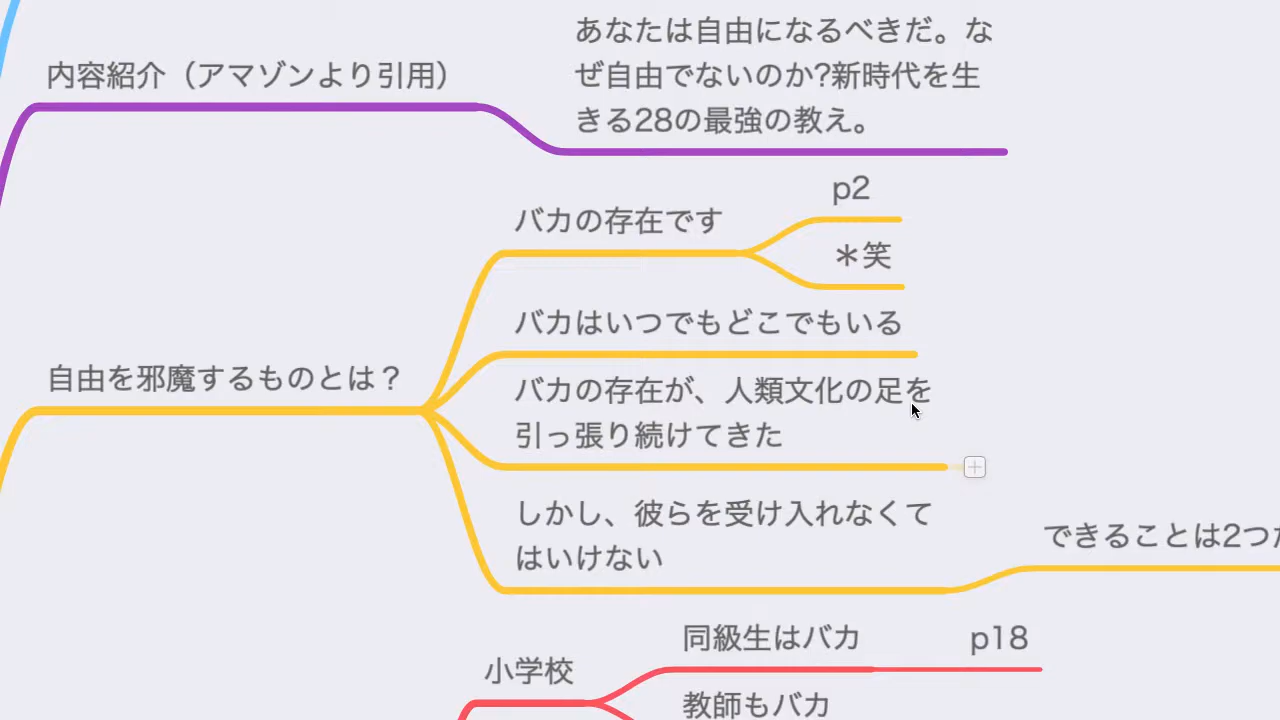 内容紹介（アマゾンより引用）
あなたは自由になるべきだ。な
ぜ自由でないのか?新時代を生
きる28の最強の教え。
自由を邪魔するものとは？
バカの存在です
p2
＊笑
バカはいつでもどこでもいる
バカの存在が、人類文化の足を
引っ張り続けてきた
しかし、彼らを受け入れなくて
はいけない
できることは2つ
小学校
同級生はバカ
p18
教師もバカ